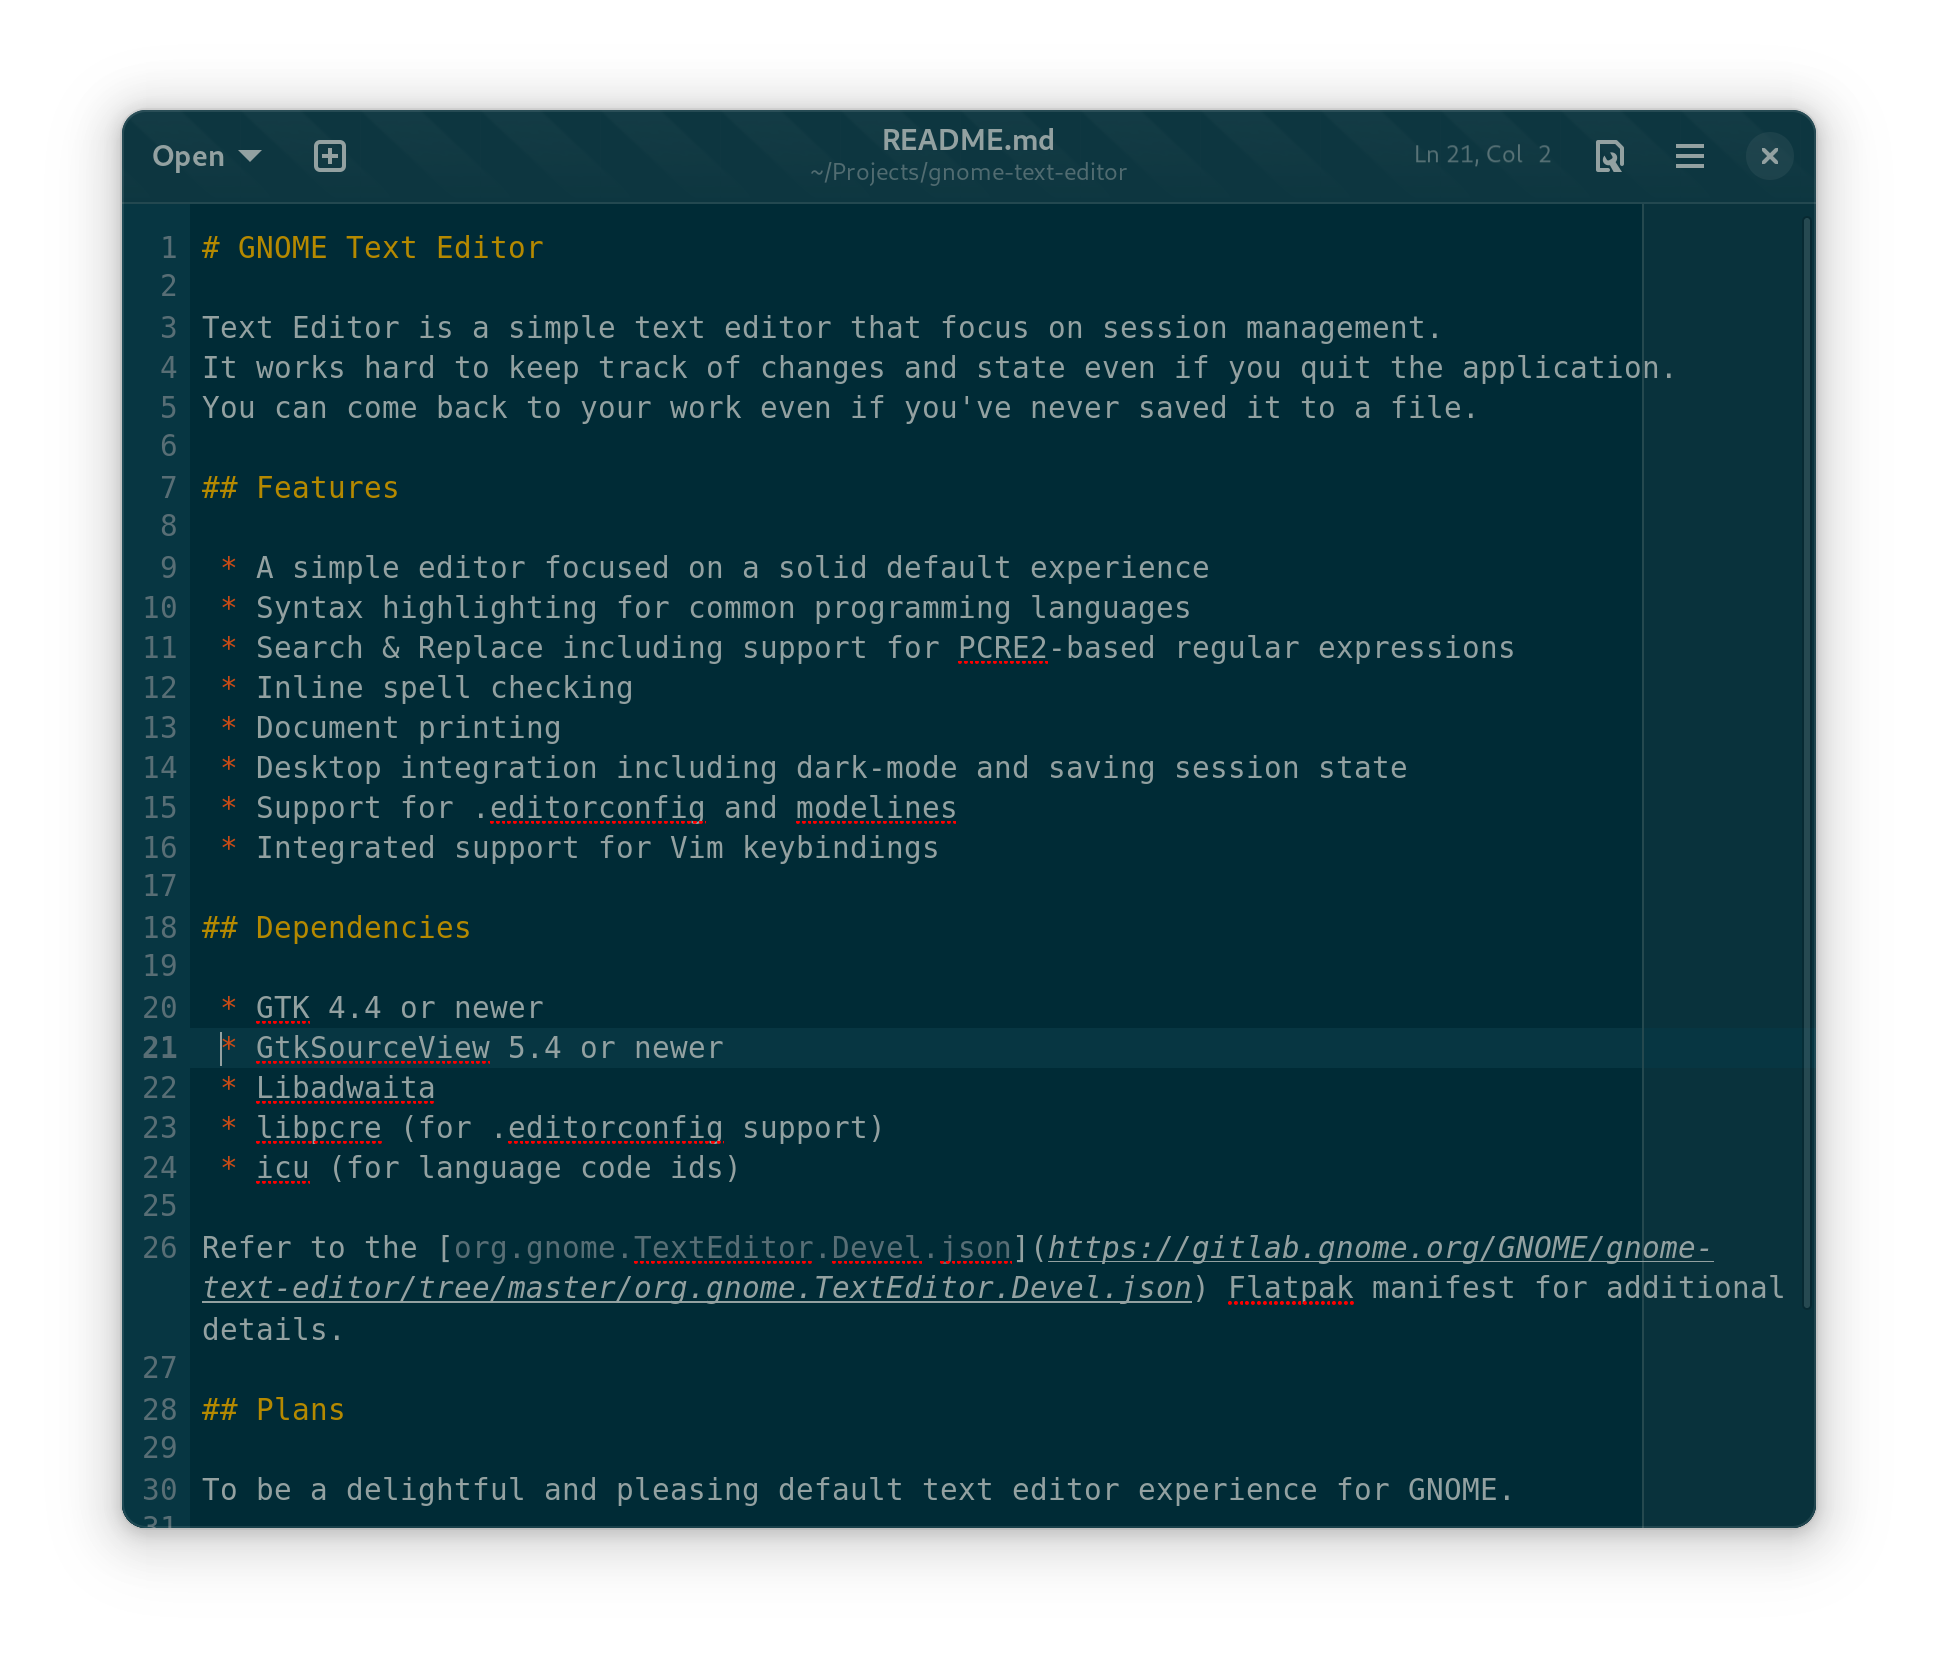 Open
README.md
~/Projects/gnome-text-editor
Ln 21, Col 2
1 # GNOME Text Editor
2
3 Text Editor is a simple text editor that focus on session management.
4 It works hard to keep track of changes and state even if you quit the application.
5 You can come back to your work even if you've never saved it to a file.
6
7 ## Features
8
9 * A simple editor focused on a solid default experience
10 * Syntax highlighting for common programming languages
11 * Search & Replace including support for PCRE2-based regular expressions
12 * Inline spell checking
13 * Document printing
14 * Desktop integration including dark-mode and saving session state
15 * Support for .editorconfig and modelines
16 * Integrated support for Vim keybindings
17
18 ## Dependencies
19
20 * GTK 4.4 or newer
21 * GtkSourceView 5.4 or newer
22 * Libadwaita
23 * libpcre (for .editorconfig support)
24 * icu (for language code ids)
25
26 Refer to the [org.gnome.TextEditor.Devel.json](https://gitlab.gnome.org/GNOME/gnome-
text-editor/tree/master/org.gnome.TextEditor.Devel.json) Flatpak manifest for additional
details.
27
28 ## Plans
29
30 To be a delightful and pleasing default text editor experience for GNOME.
31